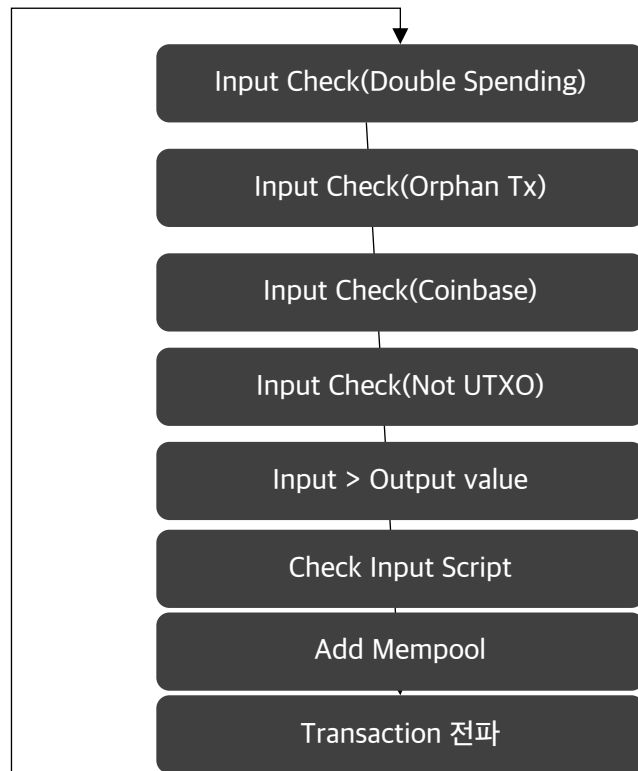 Input Check(Double Spending)
Input Check(Orphan Tx)
Input Check(Coinbase)
Input Check(Not UTXO)
Input > Output value
Check Input Script
Add Mempool
Transaction 전파